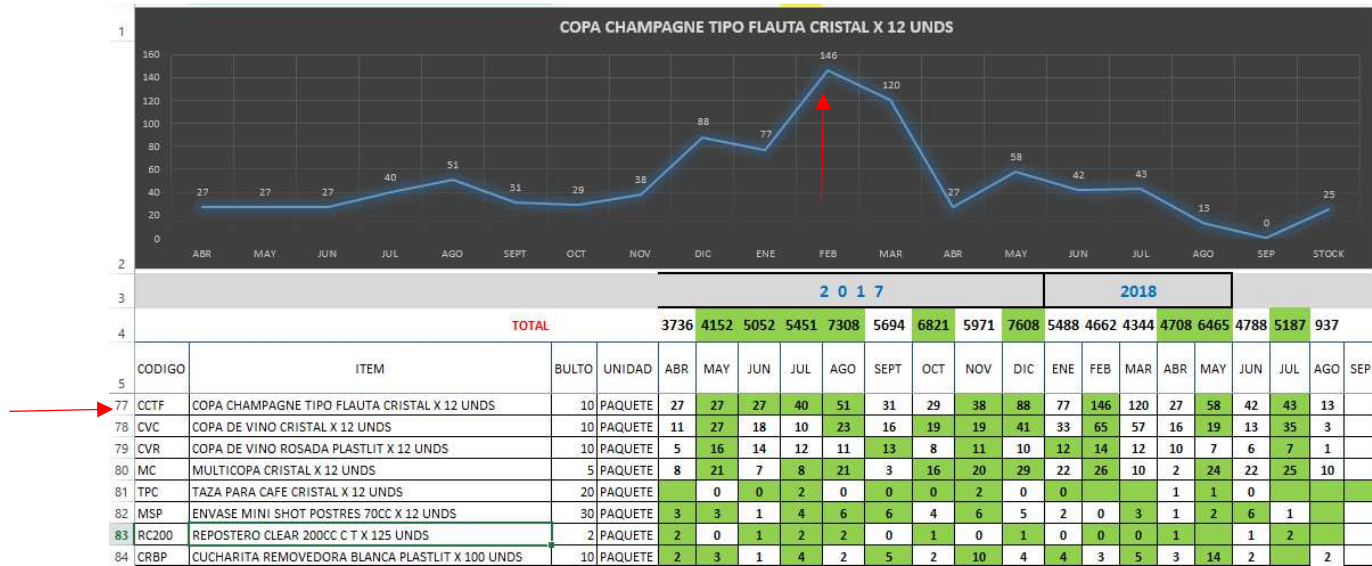 1
COPA CHAMPAGNE TIPO FLAUTA CRISTAL X 12 UNDS
160
140
120
100
80
60
40
20
0
27 27 27 40 51 31 29 38 88 77 146 120 27 58 42 43 13 0 25
ABR MAY JUN JUL AGO SEPT OCT NOV DIC ENE FEB MAR ABR MAY JUN JUL AGO SEP STOCK
2
3 2 0 1 7 2018
4 TOTAL 3736 4152 5052 5451 7308 5694 6821 5971 7608 5488 4662 4344 4708 6465 4788 5187 937
5 CODIGO ITEM BULTO UNIDAD ABR MAY JUN JUL AGO SEPT OCT NOV DIC ENE FEB MAR ABR MAY JUN JUL AGO SEP
77 CCTF COPA CHAMPAGNE TIPO FLAUTA CRISTAL X 12 UNDS 10 PAQUETE 27 27 27 40 51 31 29 38 88 77 146 120 27 58 42 43 13
78 CVC COPA DE VINO CRISTAL X 12 UNDS 10 PAQUETE 11 27 18 10 23 16 19 19 41 33 65 57 16 19 13 35 3
79 CVR COPA DE VINO ROSADA PLASTLIT X 12 UNDS 10 PAQUETE 5 16 14 12 11 13 8 11 10 12 14 12 10 7 6 7 1
80 MC MULTICOPA CRISTAL X 12 UNDS 5 PAQUETE 8 21 7 8 21 3 16 20 29 22 26 10 2 24 22 25 10
81 TPC TAZA PARA CAFE CRISTAL X 12 UNDS 20 PAQUETE 0 0 2 0 0 0 2 0 0 1 1 0
82 MSP ENVASE MINI SHOT POSTRES 70CC X 12 UNDS 30 PAQUETE 3 3 1 4 6 6 4 6 5 2 0 3 1 2 6 1
83 RC200 REPOSTERO CLEAR 200CC C T X 125 UNDS 2 PAQUETE 2 0 1 2 2 0 1 0 1 0 0 0 1 1 2
84 CRBP CUCHARITA REMOVEDORA BLANCA PLASTLIT X 100 UNDS 10 PAQUETE 2 3 1 4 2 5 2 10 4 4 3 5 3 14 2 2